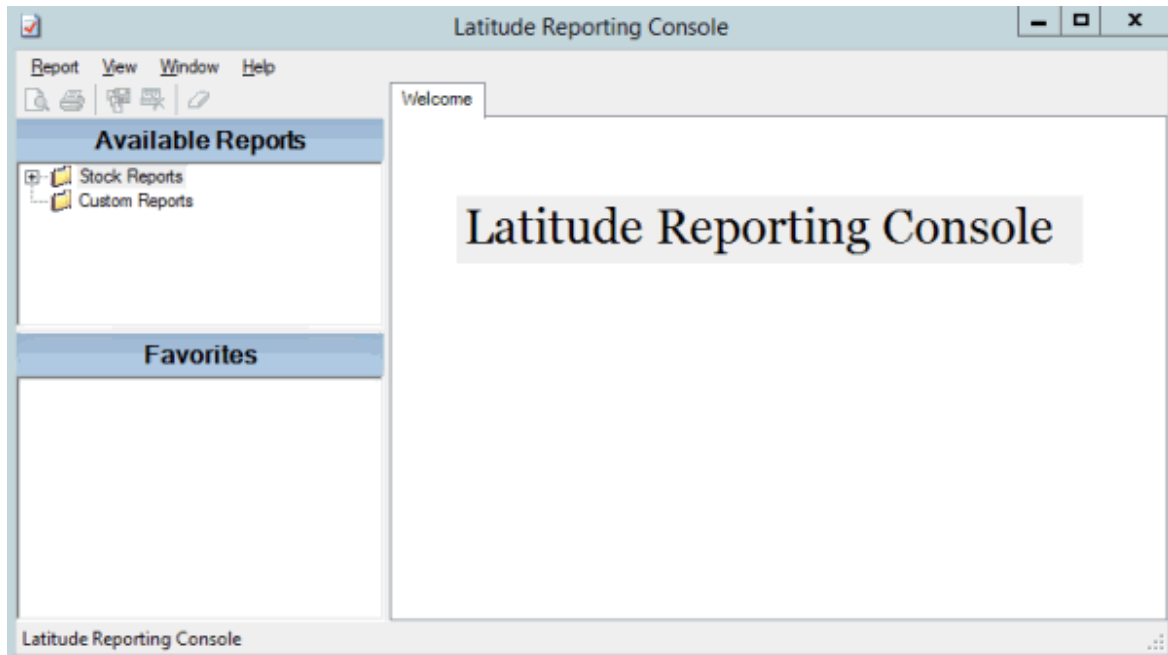 Latitude Reporting Console
Report View Window Help
Welcome
Available Reports
Stock Reports
Custom Reports
Latitude Reporting Console
Favorites
Latitude Reporting Console